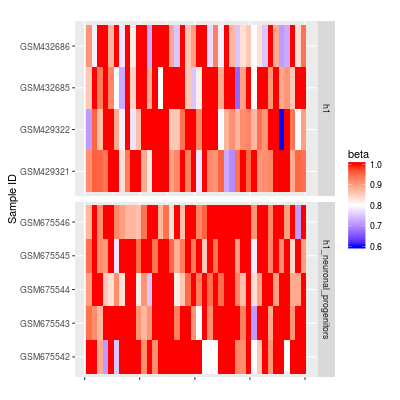 GSM432686
GSM432685
GSM429322
GSM429321
h1
GSM675546
GSM675545
GSM675544
GSM675543
GSM675542
h1_neuronal_progenitors
Sample ID
beta
1.0
0.9
0.8
0.7
0.6